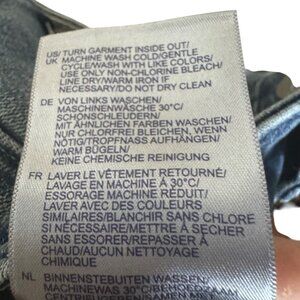 US/ TURN GARMENT INSIDE OUT/
UK MACHINE WASH COLD/GENTLE
CYCLE/WASH WITH LIKE COLORS/
USE ONLY NON-CHLORINE BLEACH/
LINE DRY/WARM IRON IF
NECESSARY/DO NOT DRY CLEAN
DE VON LINKS WASCHEN/
MASCHINENWÄSCHE 30°C/
SCHONSCHLEUDERN/
MIT ÄHNLICHEN FARBEN WASCHEN/
NUR CHLORFREI BLEICHEN, WENN
NÖTIG/TROPFNASS AUFHÄNGEN/
WARM BÜGELN/
KEINE CHEMISCHE REINIGUNG
FR LAVER LE VÊTEMENT RETOURNÉ/
LAVAGE EN MACHINE À 30°C/
ESSORAGE MACHINE RÉDUIT/
LAVER AVEC DES COULEURS
SIMILAIRES/BLANCHIR SANS CHLORE
SI NÉCESSAIRE/METTRE À SÉCHER
SANS ESSORER/REPASSER À
CHAUD/AUCUN NETTOYAGE
CHIMIQUE
NL BINNENSTEBUITEN WASSEN/
MACHINEWAS 30°C/BEHOEDZAAM